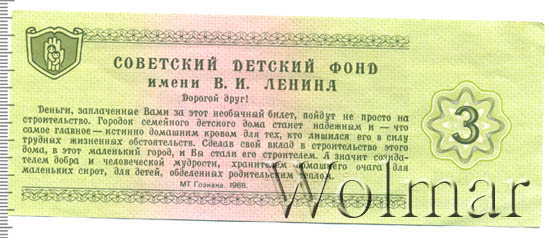 СОВЕТСКИЙ ДЕТСКИЙ ФОНД
имени В. И. ЛЕНИНА
Дорогой друг!
Деньги, заплаченные Вами за этот необычный билет, пойдут не просто на
строительство. Городок семейного детского дома станет надежным и — что
самое главное — истинно домашним кровом для тех, кто лишился его в силу
трудных жизненных обстоятельств. Сделав свой вклад в строительство этого
дома, в этот маленький город, и Вы стали его строителем. А значит созида-
телем добра и человеческой мудрости, хранителем домашнего очага для
маленьких сирот, для детей, обделенных родительским теплом.
МТ Гознака. 1988.
3
Wolmar